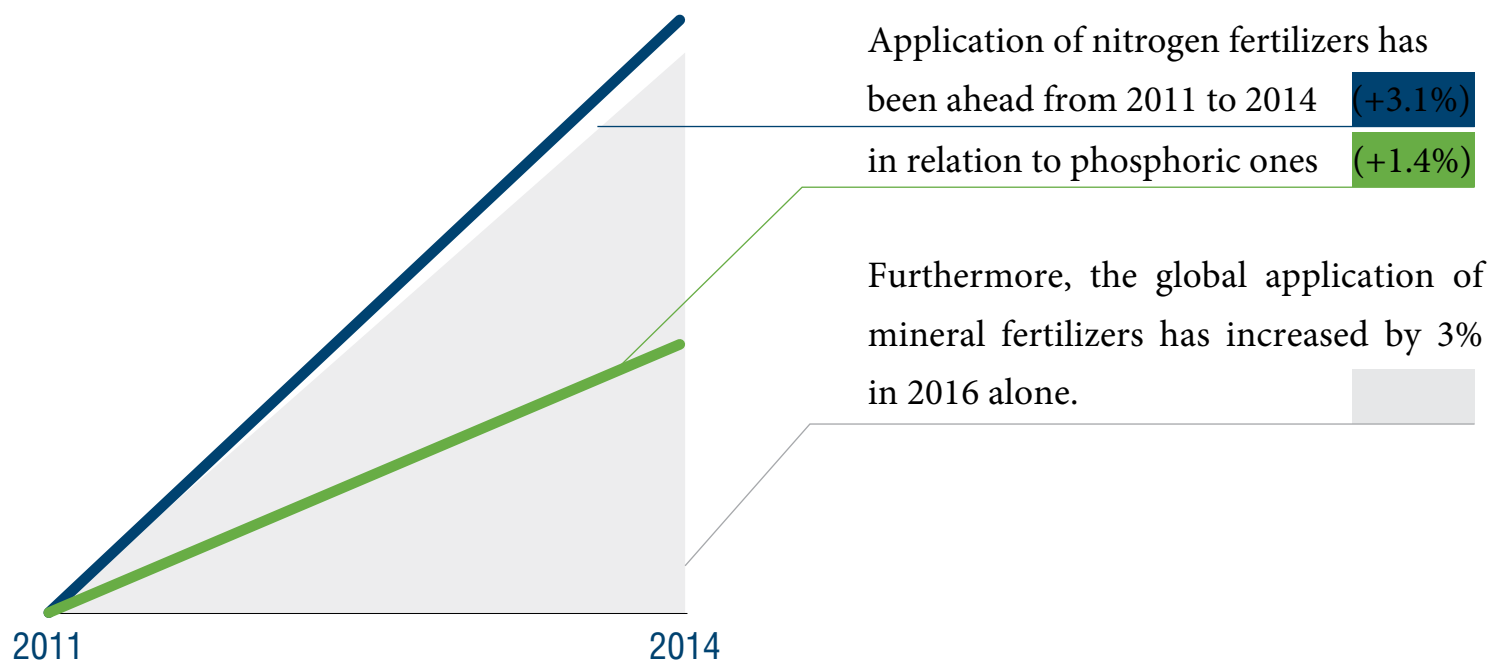 Application of nitrogen fertilizers has
been ahead from 2011 to 2014 (+3.1%)
in relation to phosphoric ones (+1.4%)
Furthermore, the global application of
mineral fertilizers has increased by 3%
in 2016 alone.
2011 2014